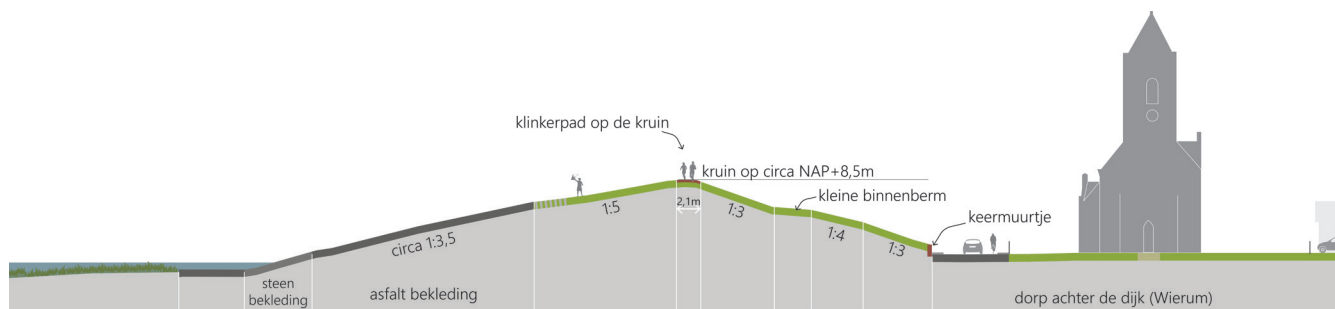 klinkerpad op de kruin
kruin op circa NAP+8,5m
kleine binnenberm
keermuurtje
1:5
2,1m
1:3
1:4
1:3
circa 1:3,5
steen
bekleding
asfalt bekleding
dorp achter de dijk (Wierum)